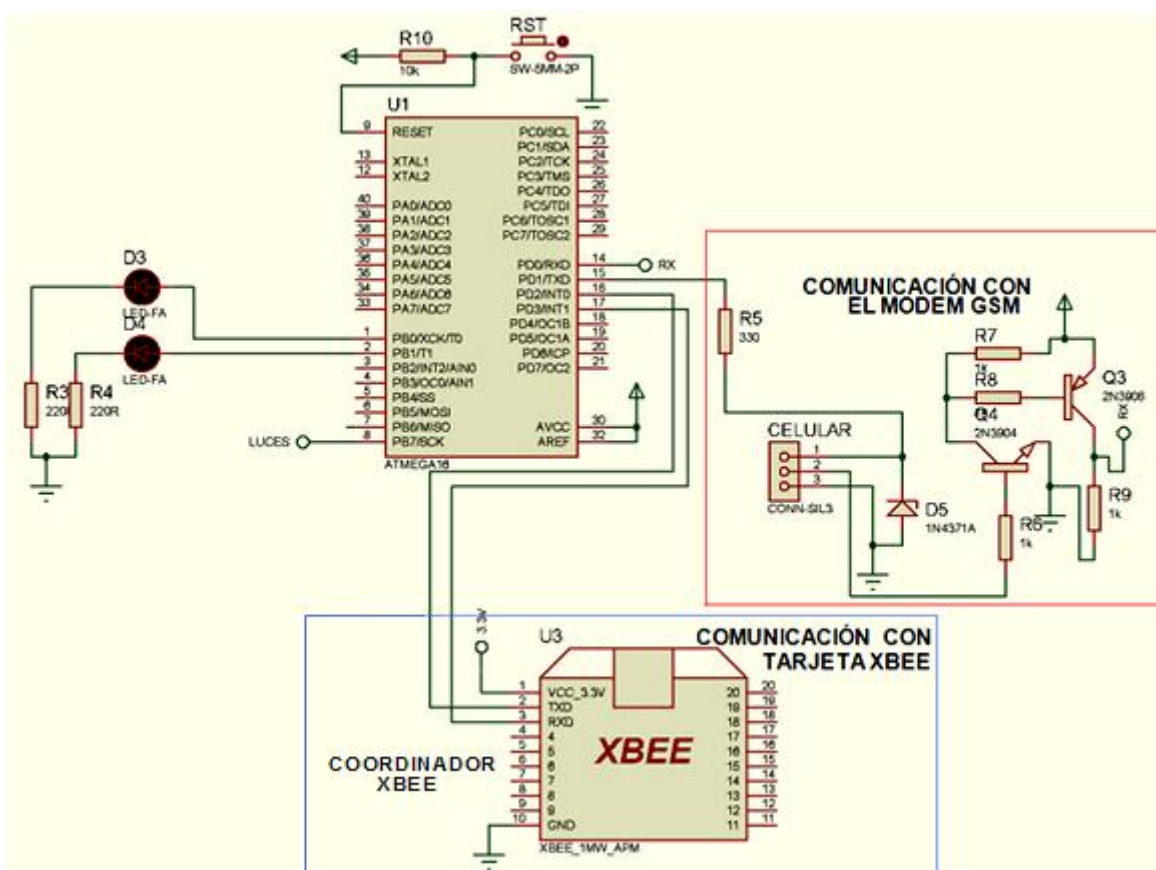 RST
R10
10k
SW-5MM-2P
U1
9 RESET
13 XTAL1
12 XTAL2
40 PA0/ADC0
39 PA1/ADC1
38 PA2/ADC2
37 PA3/ADC3
36 PA4/ADC4
35 PA5/ADC5
34 PA6/ADC6
33 PA7/ADC7
1 PB0/XCK/T0
2 PB1/T1
3 PB2/INT2/AIN0
4 PB3/OC0/AIN1
5 PB4/SS
6 PB5/MOSI
7 PB6/MISO
8 PB7/SCK
PC0/SCL 22
PC1/SDA 23
PC2/TCK 24
PC3/TMS 25
PC4/TDO 26
PC5/TDI 27
PC6/TOSC1 28
PC7/TOSC2 29
PD0/RXD 14
PD1/TXD 15
PD2/INT0 16
PD3/INT1 17
PD4/OC1B 18
PD5/OC1A 19
PD6/ICP 20
PD7/OC2 21
AVCC 30
AREF 32
ATMEGA16
RX
D3
LED-FA
D4
LED-FA
R3
220R
R4
220R
LUCES
COMUNICACIÓN CON
EL MODEM GSM
R5
330
R7
1k
R8
Q3
2N3906
RX
Q4
2N3904
CELULAR
1
2
3
CONN-SIL3
D5
1N4371A
R6
1k
R9
1k
3.3V
U3
COMUNICACIÓN CON
TARJETA XBEE
1 VCC_3.3V
2 TXD
3 RXD
4 4
5 5
6 6
7 7
8 8
9 9
10 GND
20 20
19 19
18 18
17 17
16 16
15 15
14 14
13 13
12 12
11 11
XBEE
COORDINADOR
XBEE
XBEE_1MW_APM